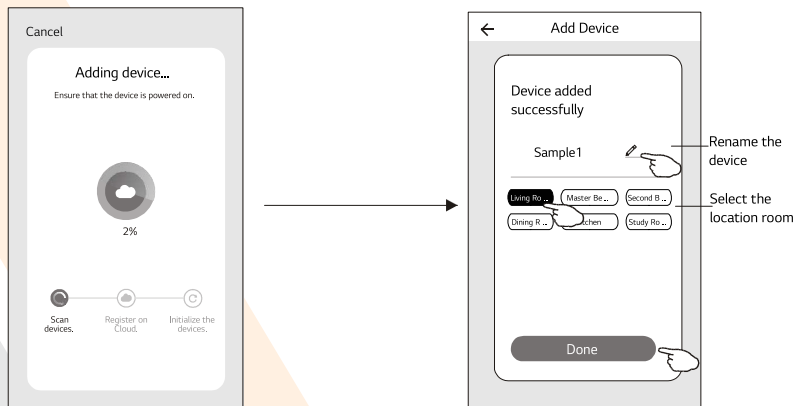 Cancel
Adding device...
Ensure that the device is powered on.
2%
Scan
devices.
Register on
Cloud.
Initialize the
devices.
Add Device
Device added
successfully
Sample1
Rename the
device
Living Ro ..
Master Be ..
Second B ..
Select the
location room
Dining R ..
tchen
Study Ro ..
Done